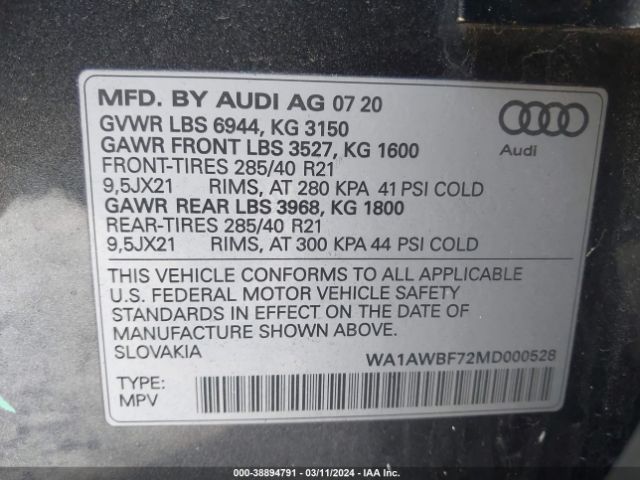 MFD. BY AUDI AG 07 20
GVWR LBS 6944, KG 3150
GAWR FRONT LBS 3527, KG 1600
FRONT-TIRES 285/40 R21
9,5JX21 RIMS, AT 280 KPA 41 PSI COLD
GAWR REAR LBS 3968, KG 1800
REAR-TIRES 285/40 R21
9,5JX21 RIMS, AT 300 KPA 44 PSI COLD
Audi
THIS VEHICLE CONFORMS TO ALL APPLICABLE
U.S. FEDERAL MOTOR VEHICLE SAFETY
STANDARDS IN EFFECT ON THE DATE OF
MANUFACTURE SHOWN ABOVE.
SLOVAKIA WA1AWBF72MD000528
TYPE:
MPV
000-38894791 - 03/11/2024 - IAA Inc.